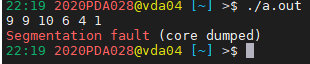 22:19 2020PDA028@vda04 [~] >$ ./a.out
9 9 10 6 4 1
Segmentation fault (core dumped)
22:19 2020PDA028@vda04 [~] >$